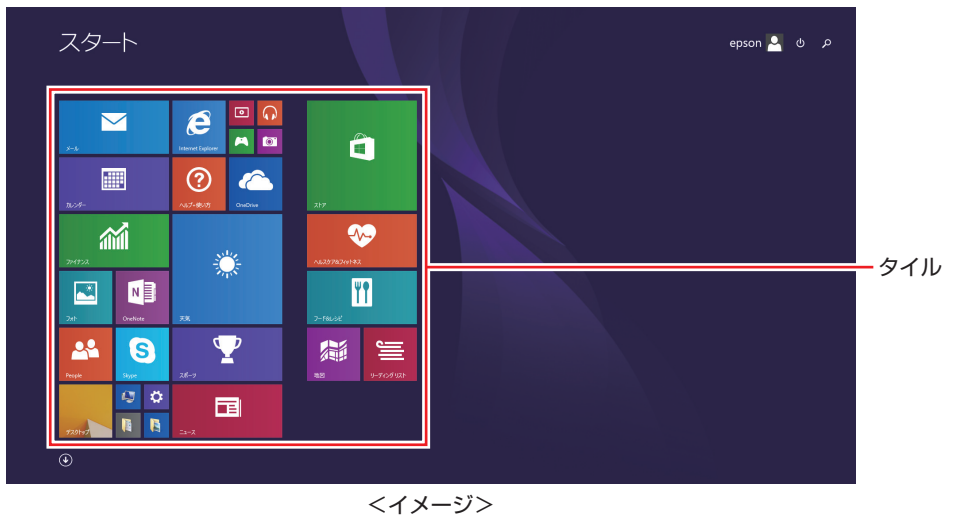 スタート
epson
メール
Internet Explorer
カレンダー
ヘルプ+使い方
OneDrive
ストア
ファイナンス
天気
ヘルスケア&フィットネス
フォト
N
OneNote
フード&レシピ
People
S
Skype
スポーツ
地図
リーディング リスト
デスクトップ
ニュース
タイル
<イメージ>